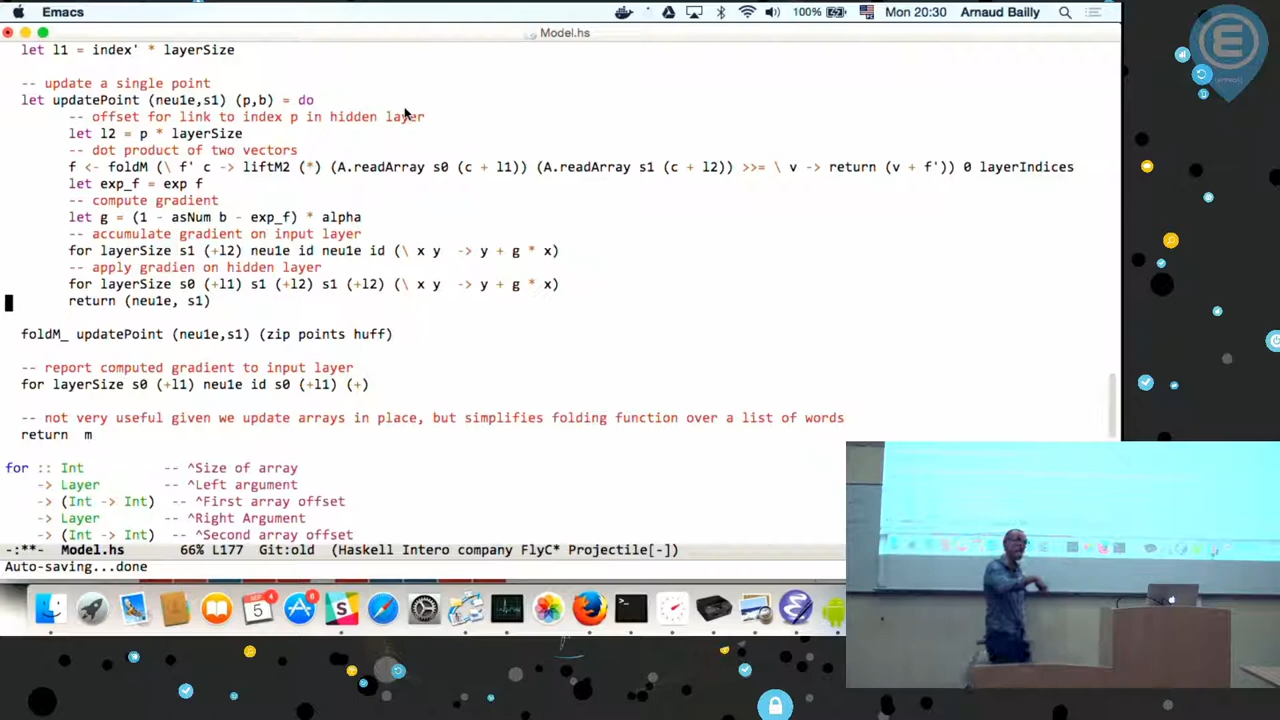 Emacs
100%
Mon 20:30
Arnaud Bailly
Model.hs
let l1 = index' * layerSize
-- update a single point
let updatePoint (neu1e,s1) (p,b) = do
-- offset for link to index p in hidden layer
let l2 = p * layerSize
-- dot product of two vectors
f <- foldM (\ f' c -> liftM2 (*) (A.readArray s0 (c + l1)) (A.readArray s1 (c + l2)) >>= \ v -> return (v + f')) 0 layerIndices
let exp_f = exp f
-- compute gradient
let g = (1 - asNum b - exp_f) * alpha
-- accumulate gradient on input layer
for layerSize s1 (+l2) neu1e id neu1e id (\ x y  -> y + g * x)
-- apply gradien on hidden layer
for layerSize s0 (+l1) s1 (+l2) s1 (+l2) (\ x y  -> y + g * x)
return (neu1e, s1)
foldM_ updatePoint (neu1e,s1) (zip points huff)
-- report computed gradient to input layer
for layerSize s0 (+l1) neu1e id s0 (+l1) (+)
-- not very useful given we update arrays in place, but simplifies folding function over a list of words
return  m
for :: Int -- ^Size of array
-> Layer -- ^Left argument
-> (Int -> Int) -- ^First array offset
-> Layer -- ^Right Argument
-> (Int -> Int) -- ^Second array offset
-:**-  Model.hs 66% L177 Git:old (Haskell Intero company FlyC* Projectile[-])
Auto-saving...done
SEP
5